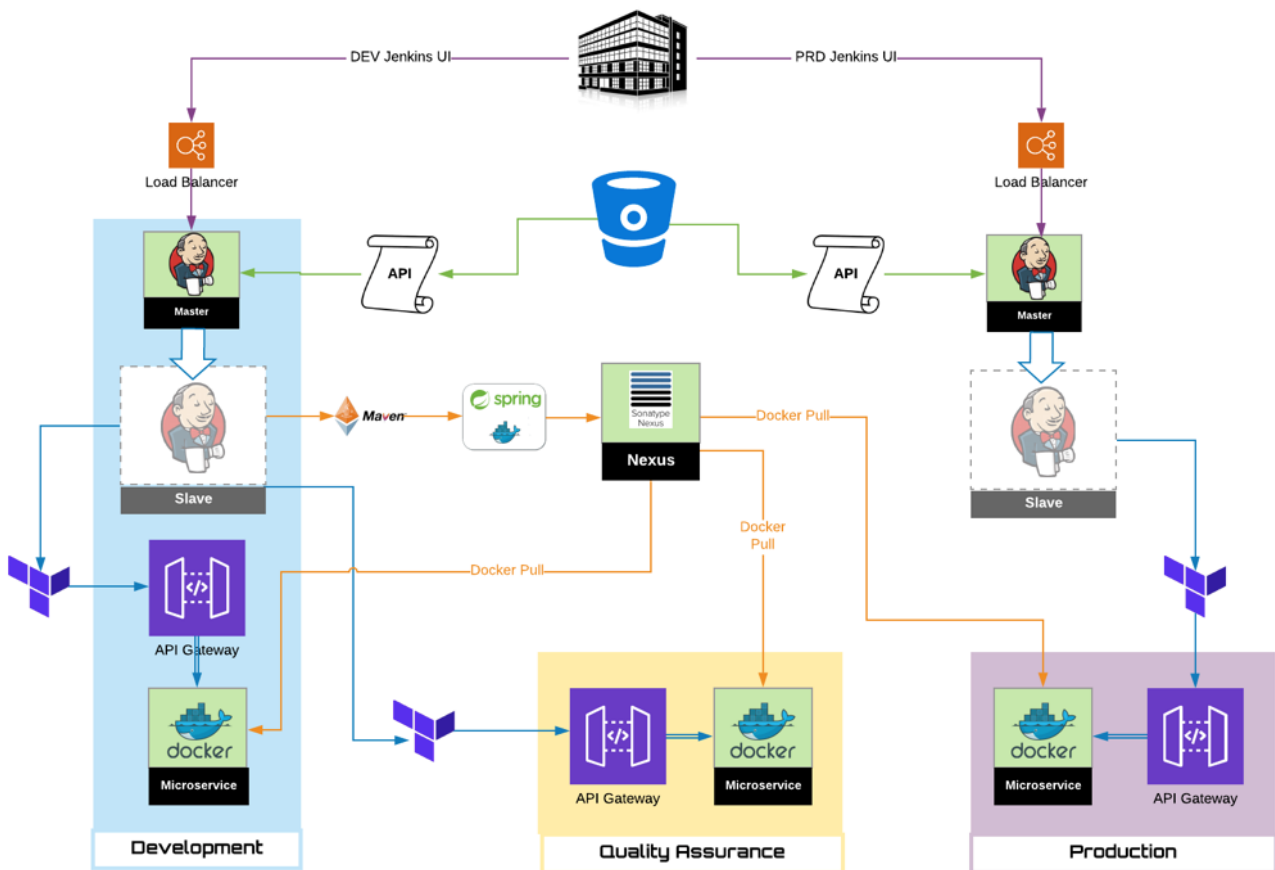 DEV Jenkins UI
PRD Jenkins UI
Load Balancer
Load Balancer
API
API
Master
Master
Maven
spring
Sonatype
Nexus
Nexus
Docker Pull
Slave
Slave
Docker
Pull
Docker Pull
</>
API Gateway
docker
Microservice
</>
API Gateway
docker
Microservice
docker
Microservice
</>
API Gateway
Development
Quality Assurance
Production